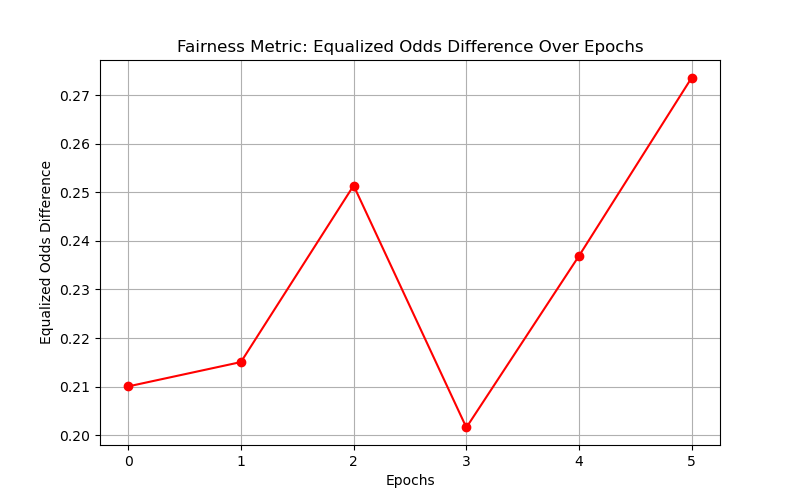 Fairness Metric: Equalized Odds Difference Over Epochs
Equalized Odds Difference
0.27
0.26
0.25
0.24
0.23
0.22
0.21
0.20
0 1 2 3 4 5
Epochs